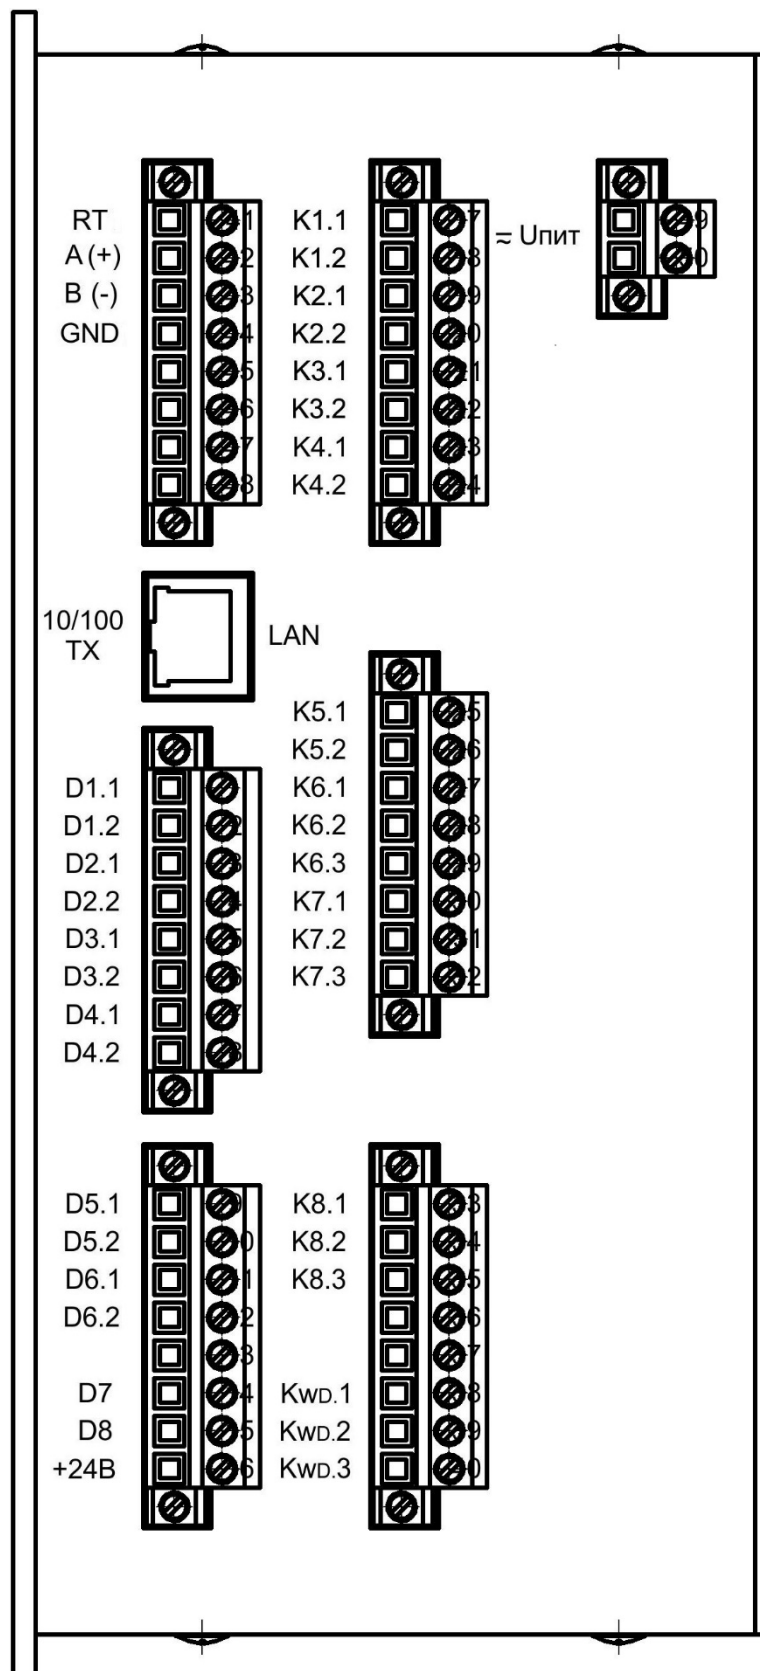 RT
A (+)
B (-)
GND
K1.1
K1.2
K2.1
K2.2
K3.1
K3.2
K4.1
K4.2
≂ Uпит
10/100
TX
LAN
D1.1
D1.2
D2.1
D2.2
D3.1
D3.2
D4.1
D4.2
K5.1
K5.2
K6.1
K6.2
K6.3
K7.1
K7.2
K7.3
D5.1
D5.2
D6.1
D6.2
D7
D8
+24В
K8.1
K8.2
K8.3
KWD.1
KWD.2
KWD.3